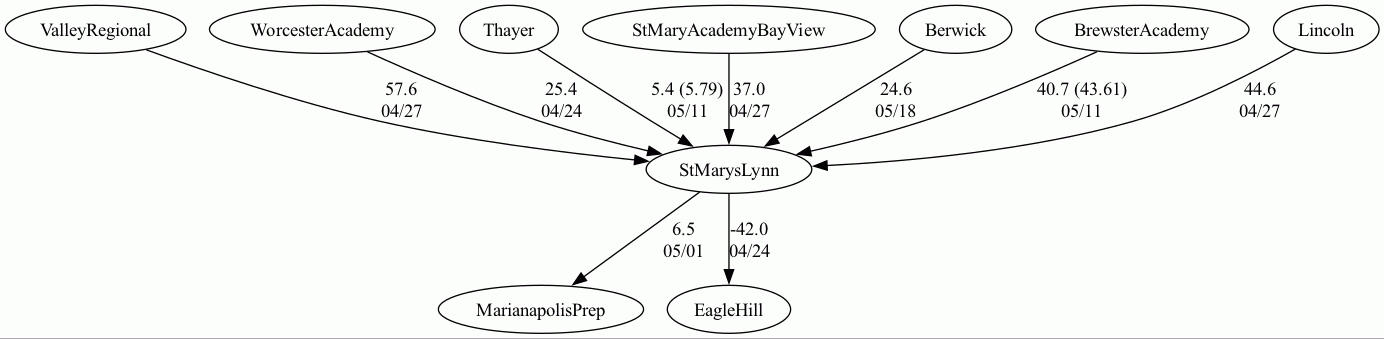 ValleyRegional
WorcesterAcademy
Thayer
StMaryAcademyBayView
Berwick
BrewsterAcademy
Lincoln
57.6
04/27
25.4
04/24
5.4 (5.79)
05/11
37.0
04/27
24.6
05/18
40.7 (43.61)
05/11
44.6
04/27
StMarysLynn
6.5
05/01
-42.0
04/24
MarianapolisPrep
EagleHill